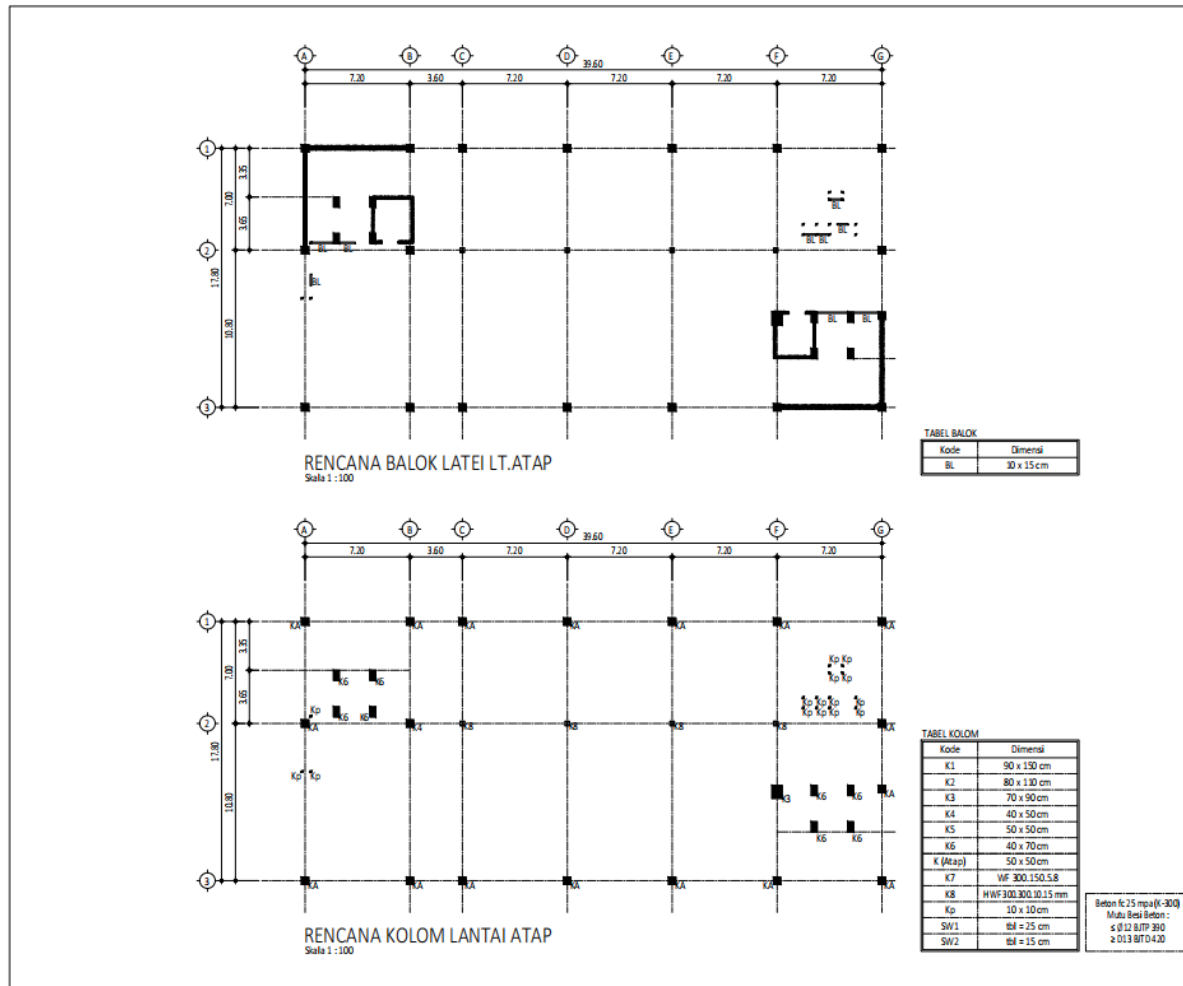 A B C D E F G
39.60
7.20 3.60 7.20 7.20 7.20 7.20
1
3.35
7.00
3.65
BL
BL BL BL
BL BL
2
17.80
BL
10.80
BL BL
3
RENCANA BALOK LATEI LT.ATAP
Skala 1 : 100
TABEL BALOK
Kode Dimensi
BL 10 x 15 cm
A B C D E F G
39.60
7.20 3.60 7.20 7.20 7.20 7.20
1
KA KA KA KA KA KA KA
3.35
7.00
Kp Kp
Kp Kp
K6 K6
3.65
Kp Kp Kp Kp
Kp Kp Kp Kp
Kp K6 K6
2
KA K4 K8 K8 K8 K8 KA
17.80
Kp Kp
10.80
K3 K6 K6 KA
K6 K6
3
KA KA KA KA KA KA KA
RENCANA KOLOM LANTAI ATAP
Skala 1 : 100
TABEL KOLOM
Kode Dimensi
K1 90 x 150 cm
K2 80 x 110 cm
K3 70 x 90 cm
K4 40 x 50 cm
K5 50 x 50 cm
K6 40 x 70 cm
K (Atap) 50 x 50 cm
K7 WF 300.150.5.8
K8 HWF 300.300.10.15 mm
Kp 10 x 10 cm
SW1 tbl = 25 cm
SW2 tbl = 15 cm
Beton fc 25 mpa (K-300)
Mutu Besi Beton :
≤ Ø12 BJTP 390
≥ D13 BJTD 420